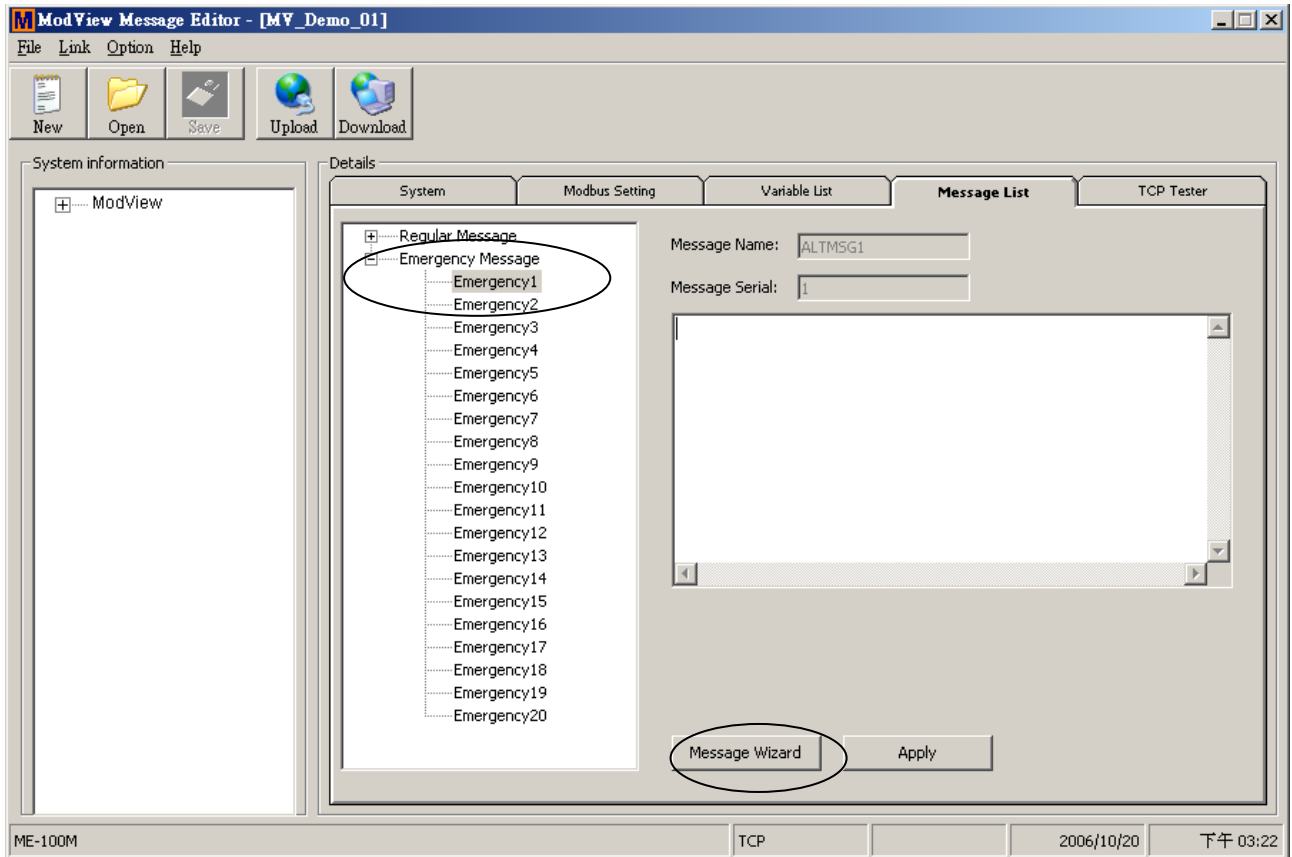 ModView Message Editor - [MV_Demo_01]
File Link Option Help
New Open Save Upload Download
System information
ModView
Details
System Modbus Setting Variable List Message List TCP Tester
Regular Message
Emergency Message
Emergency1
Emergency2
Emergency3
Emergency4
Emergency5
Emergency6
Emergency7
Emergency8
Emergency9
Emergency10
Emergency11
Emergency12
Emergency13
Emergency14
Emergency15
Emergency16
Emergency17
Emergency18
Emergency19
Emergency20
Message Name: ALTMSG1
Message Serial: 1
Message Wizard Apply
ME-100M TCP 2006/10/20 下午 03:22